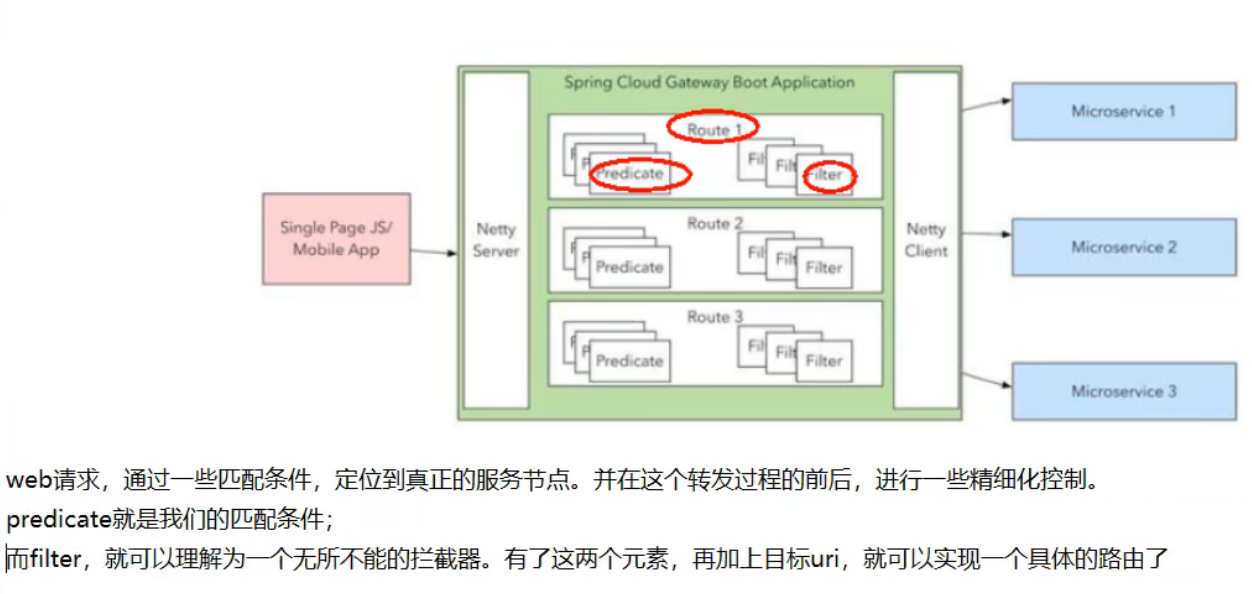 Spring Cloud Gateway Boot Application
Single Page JS/
Mobile App
Netty
Server
Route 1
Predicate
Fil
Filt
Filter
Route 2
Predicate
Fil
Filt
Filter
Route 3
Predicate
Fil
Filt
Filter
Netty
Client
Microservice 1
Microservice 2
Microservice 3
web请求，通过一些匹配条件，定位到真正的服务节点。并在这个转发过程的前后，进行一些精细化控制。
predicate就是我们的匹配条件；
而filter，就可以理解为一个无所不能的拦截器。有了这两个元素，再加上目标uri，就可以实现一个具体的路由了